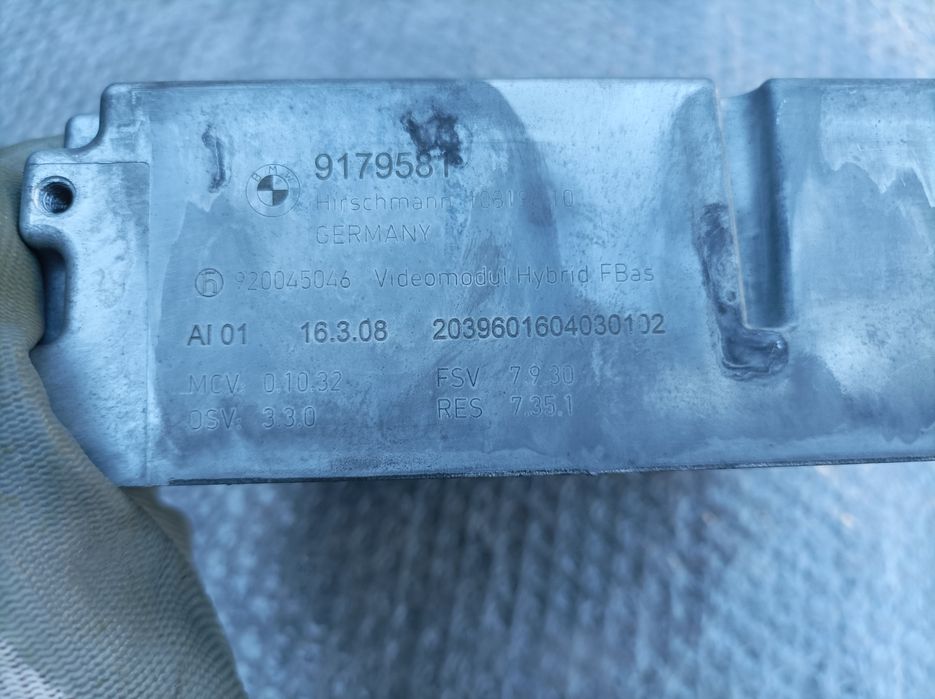 BMW
9179581
Hirschmann
GERMANY
920045046 Videomodul Hybrid FBas
AI 01 16.3.08 2039601604030102
MCV: 0.10.32 FSV 7.9.30
OSV: 3.3.0 RES 7.35.1